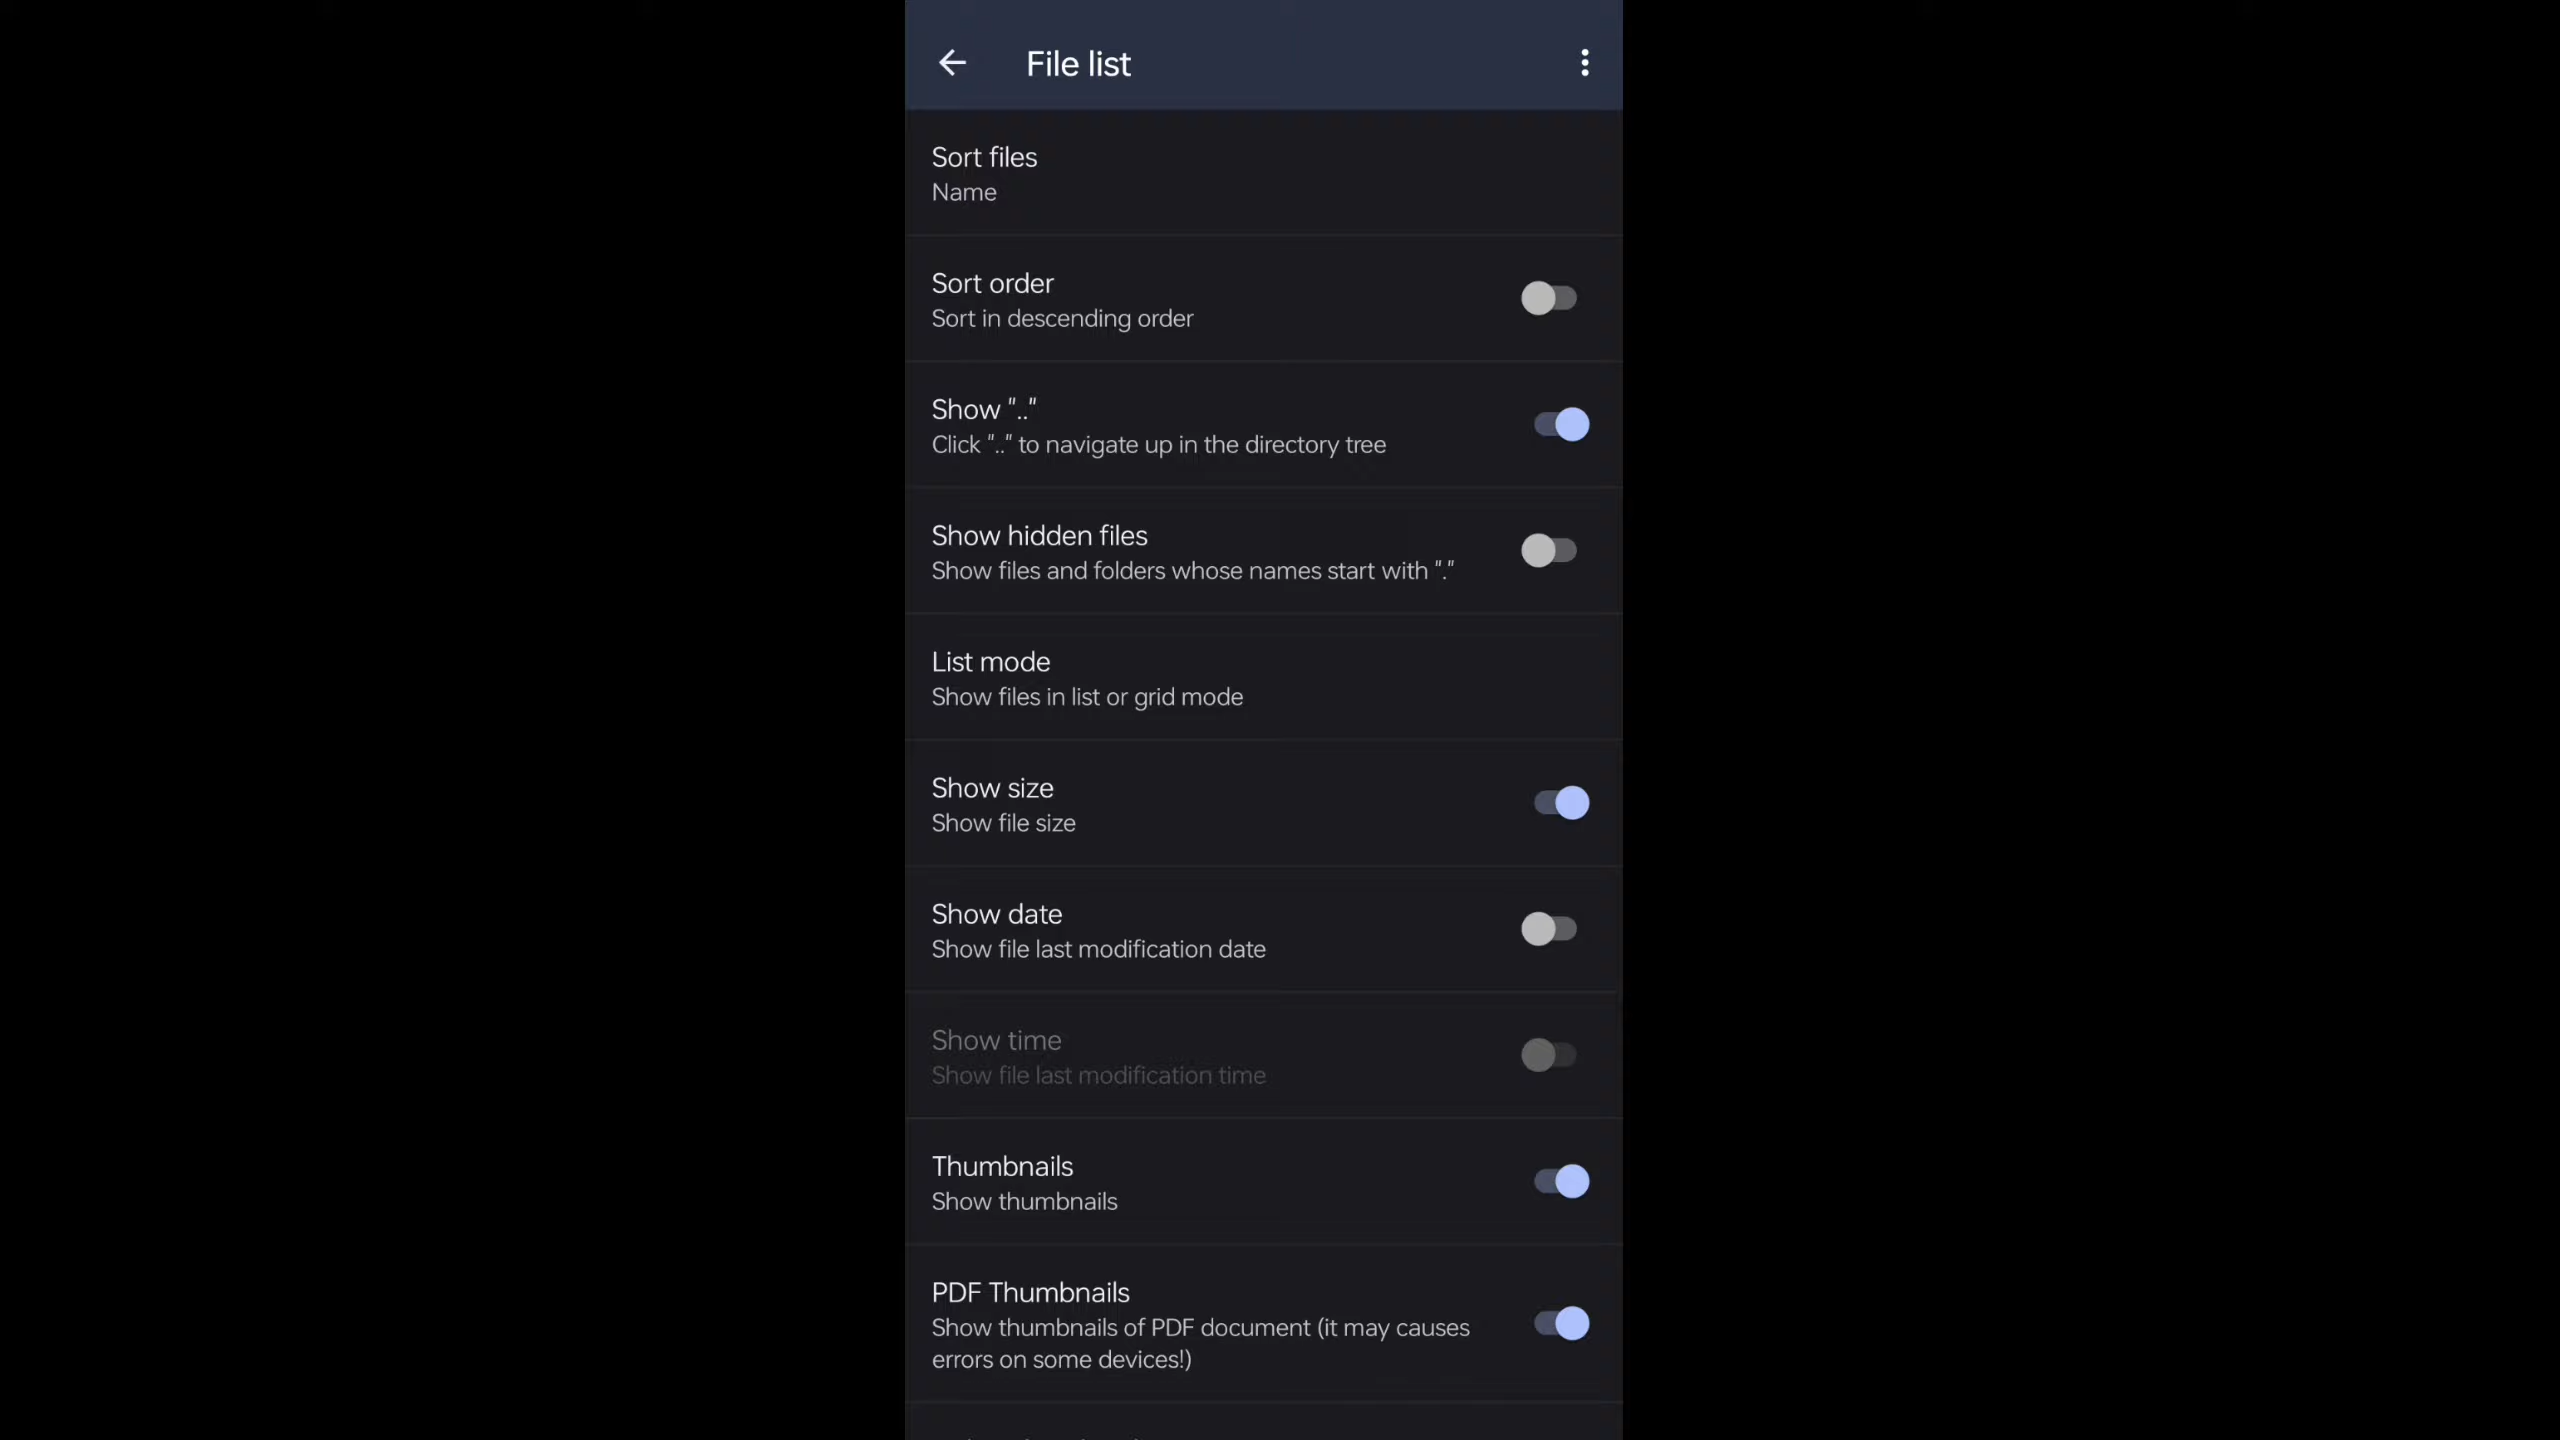 File list
Sort files
Name
Sort order
Sort in descending order
Show ".."
Click ".." to navigate up in the directory tree
Show hidden files
Show files and folders whose names start with "."
List mode
Show files in list or grid mode
Show size
Show file size
Show date
Show file last modification date
Show time
Show file last modification time
Thumbnails
Show thumbnails
PDF Thumbnails
Show thumbnails of PDF document (it may causes
errors on some devices!)